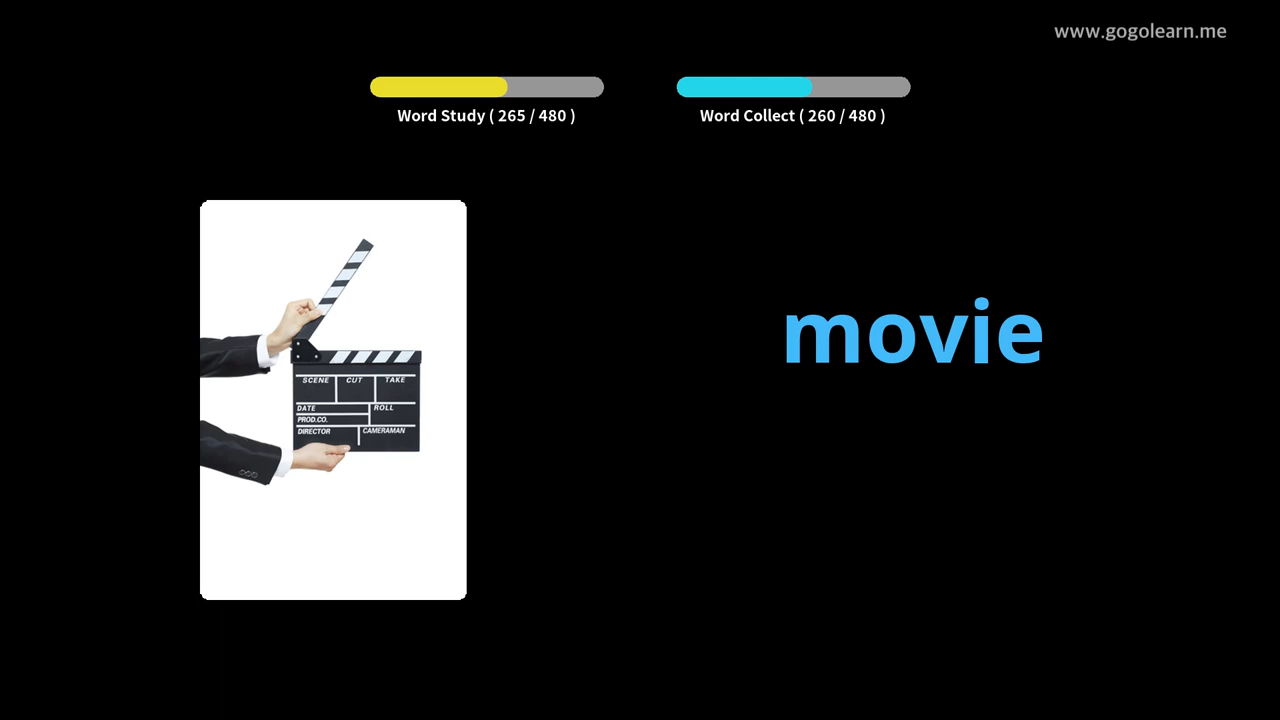 www.gogolearn.me
Word Study ( 265 / 480 )
Word Collect ( 260 / 480 )
movie
SCENE CUT TAKE
DATE ROLL
PROD.CO.
DIRECTOR CAMERAMAN